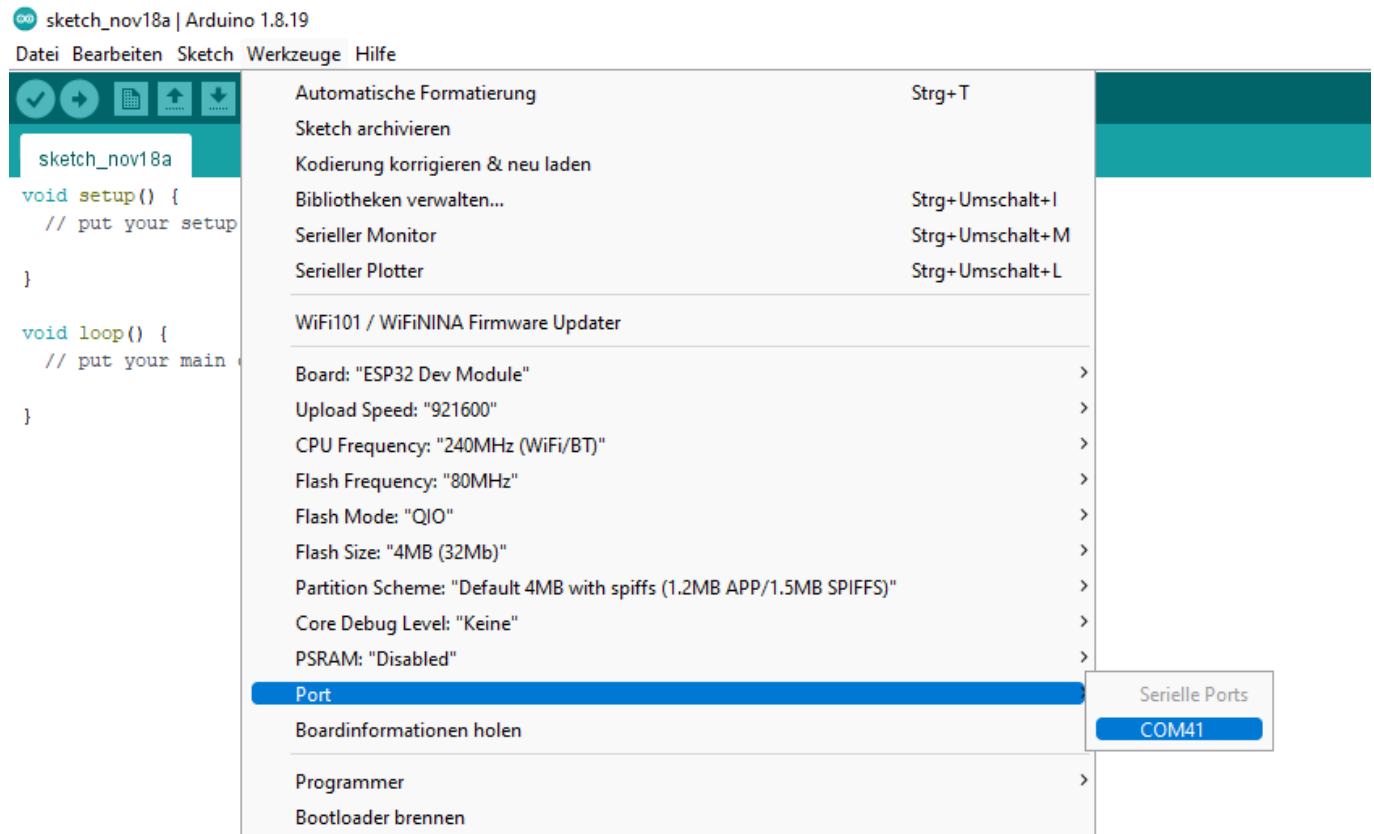 sketch_nov18a | Arduino 1.8.19
Datei Bearbeiten Sketch Werkzeuge Hilfe
sketch_nov18a
void setup() {
// put your setup
}
void loop() {
// put your main
}
Automatische Formatierung Strg+T
Sketch archivieren
Kodierung korrigieren & neu laden
Bibliotheken verwalten... Strg+Umschalt+I
Serieller Monitor Strg+Umschalt+M
Serieller Plotter Strg+Umschalt+L
WiFi101 / WiFiNINA Firmware Updater
Board: "ESP32 Dev Module"
Upload Speed: "921600"
CPU Frequency: "240MHz (WiFi/BT)"
Flash Frequency: "80MHz"
Flash Mode: "QIO"
Flash Size: "4MB (32Mb)"
Partition Scheme: "Default 4MB with spiffs (1.2MB APP/1.5MB SPIFFS)"
Core Debug Level: "Keine"
PSRAM: "Disabled"
Port
Serielle Ports
COM41
Boardinformationen holen
Programmer
Bootloader brennen